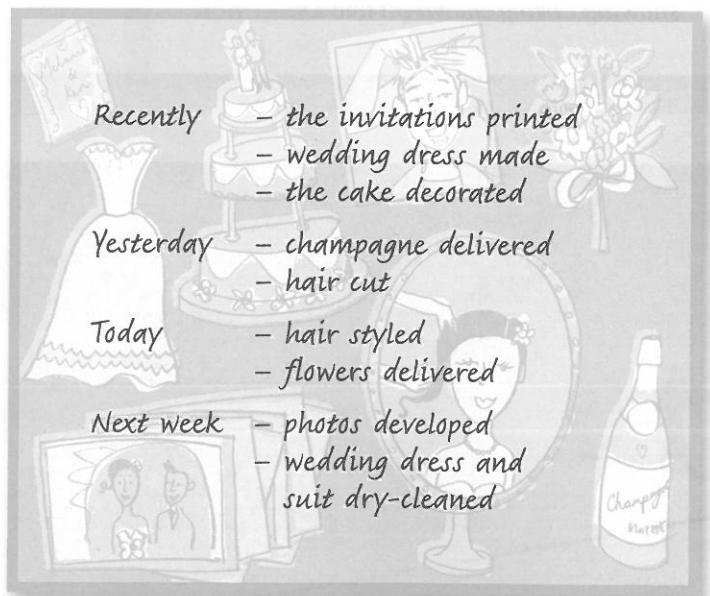 Recently – the invitations printed
– wedding dress made
– the cake decorated
Yesterday – champagne delivered
– hair cut
Today – hair styled
– flowers delivered
Next week – photos developed
– wedding dress and
suit dry-cleaned